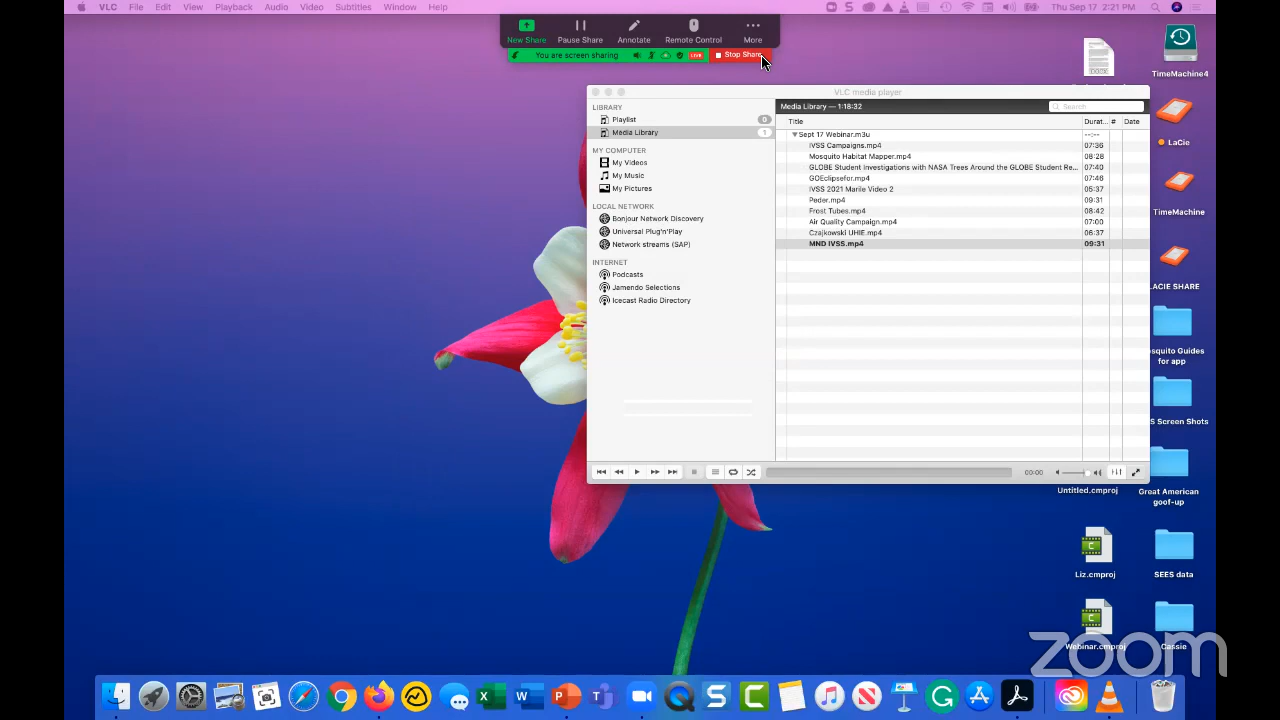 VLC File Edit View Playback Audio Video Subtitles Window Help
Thu Sep 17 2:21 PM
New Share Pause Share Annotate Remote Control More
You are screen sharing LIVE Stop Share
TimeMachine4
VLC media player
LIBRARY
Playlist 0
Media Library 1
MY COMPUTER
My Videos
My Music
My Pictures
LOCAL NETWORK
Bonjour Network Discovery
Universal Plug'n'Play
Network streams (SAP)
INTERNET
Podcasts
Jamendo Selections
Icecast Radio Directory
Media Library — 1:18:32 Search
Title Durat... # Date
Sept 17 Webinar.m3u --:--
IVSS Campaigns.mp4 07:36
Mosquito Habitat Mapper.mp4 08:28
GLOBE Student Investigations with NASA Trees Around the GLOBE Student Re... 07:40
GOEclipsefor.mp4 07:46
IVSS 2021 Marile Video 2 05:37
Peder.mp4 09:31
Frost Tubes.mp4 08:42
Air Quality Campaign.mp4 07:00
Czajkowski UHIE.mp4 06:37
MND IVSS.mp4 09:31
00:00
LaCie
TimeMachine
LACIE SHARE
squito Guides
for app
S Screen Shots
Untitled.cmproj
Great American
goof-up
Liz.cmproj
SEES data
Webinar.cmproj
Cassie
zoom